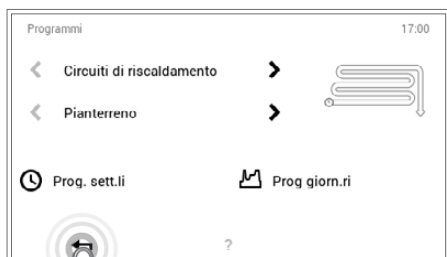 Programmi 17:00
Circuiti di riscaldamento
Pianterreno
Prog. sett.li Prog giorn.ri
?